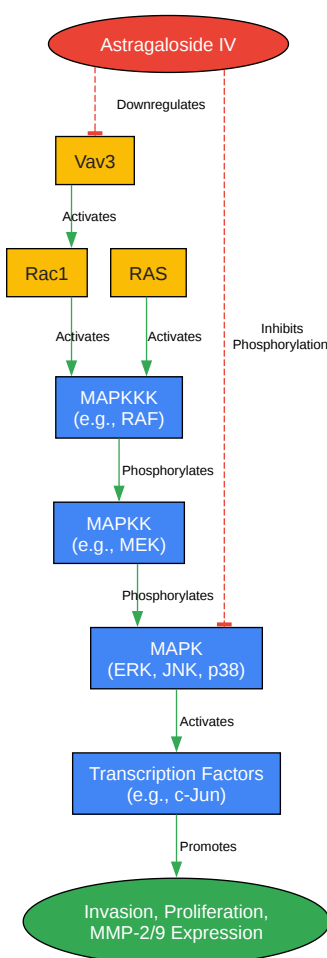 Astragaloside IV
Downregulates
Vav3
Activates
Rac1
RAS
Activates
Activates
Inhibits
Phosphorylation
MAPKKK
(e.g., RAF)
Phosphorylates
MAPKK
(e.g., MEK)
Phosphorylates
MAPK
(ERK, JNK, p38)
Activates
Transcription Factors
(e.g., c-Jun)
Promotes
Invasion, Proliferation,
MMP-2/9 Expression